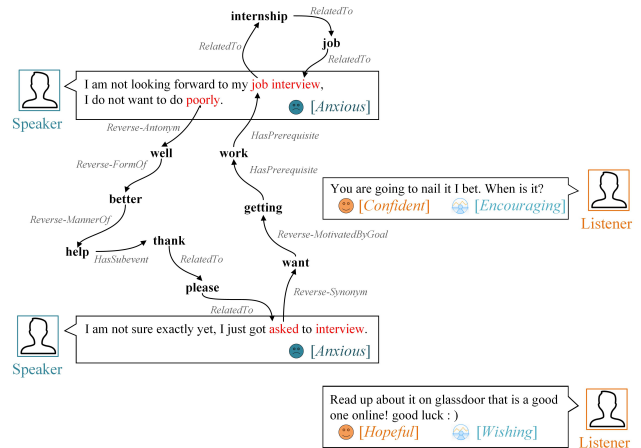 internship
RelatedTo
RelatedTo
job
RelatedTo
I am not looking forward to my job interview,
I do not want to do poorly.
[Anxious]
Speaker
Reverse-Antonym
HasPrerequisite
well
work
Reverse-FormOf
HasPrerequisite
You are going to nail it I bet. When is it?
[Confident] [Encouraging]
Listener
better
getting
Reverse-MannerOf
Reverse-MotivatedByGoal
help
thank
HasSubevent
RelatedTo
want
please
Reverse-Synonym
RelatedTo
I am not sure exactly yet, I just got asked to interview.
[Anxious]
Speaker
Read up about it on glassdoor that is a good
one online! good luck : )
[Hopeful] [Wishing]
Listener